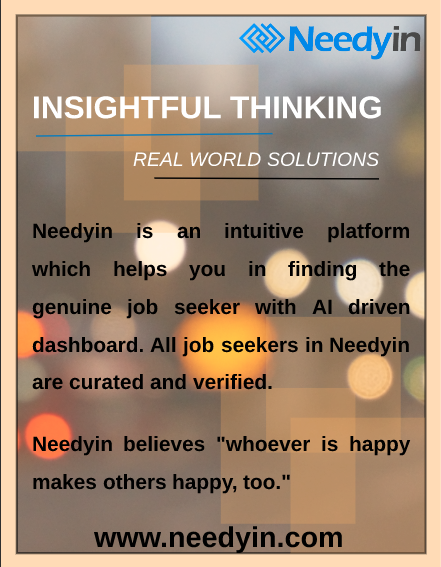 Needyin
INSIGHTFUL THINKING
REAL WORLD SOLUTIONS
Needyin is an intuitive platform
which helps you in finding the
genuine job seeker with AI driven
dashboard. All job seekers in Needyin
are curated and verified.
Needyin believes "whoever is happy
makes others happy, too."
www.needyin.com